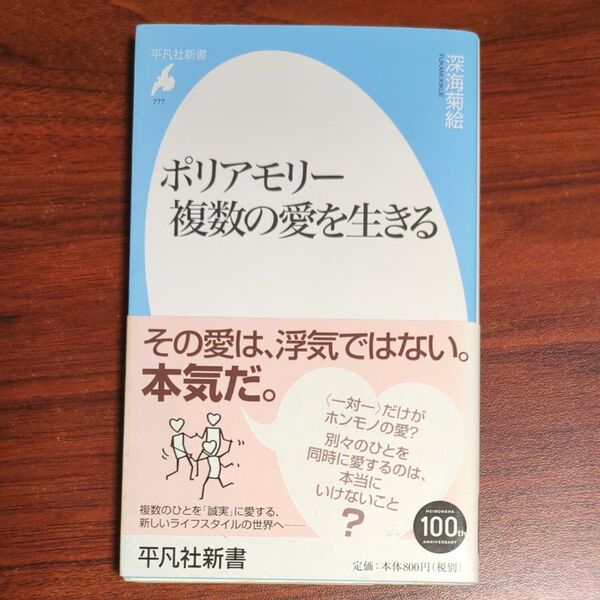 平凡社新書
777
深海菊絵
FUKAMI KIKUE
ポリアモリー
複数の愛を生きる
その愛は、浮気ではない。
本気だ。
〈一対一〉だけが
ホンモノの愛?
別々のひとを
同時に愛するのは、
本当に
いけないこと
?
複数のひとを「誠実」に愛する、
新しいライフスタイルの世界へ——
HEIBONSHA
100th
ANNIVERSARY
平凡社新書
定価:本体800円(税別)